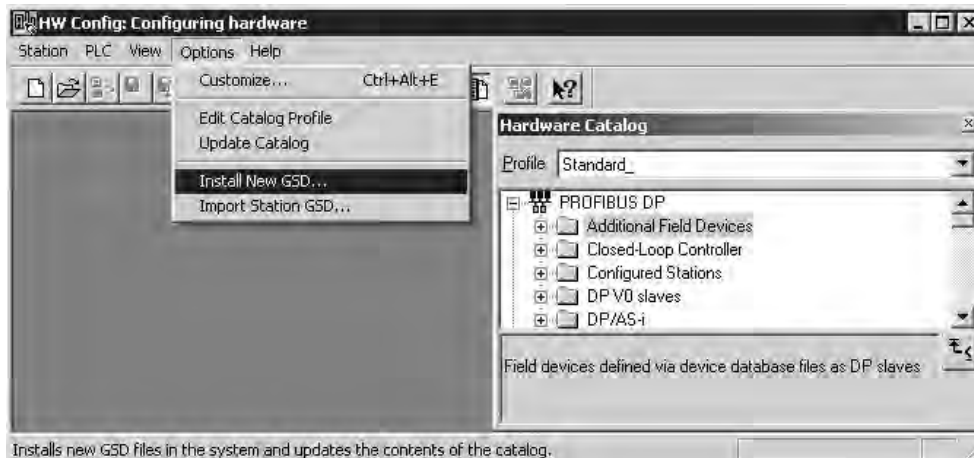 HW Config: Configuring hardware
Station PLC View Options Help
Customize... Ctrl+Alt+E
Edit Catalog Profile
Update Catalog
Install New GSD...
Import Station GSD...
Hardware Catalog
Profile Standard_
PROFIBUS DP
Additional Field Devices
Closed-Loop Controller
Configured Stations
DP V0 slaves
DP/AS-i
Field devices defined via device database files as DP slaves
Installs new GSD files in the system and updates the contents of the catalog.